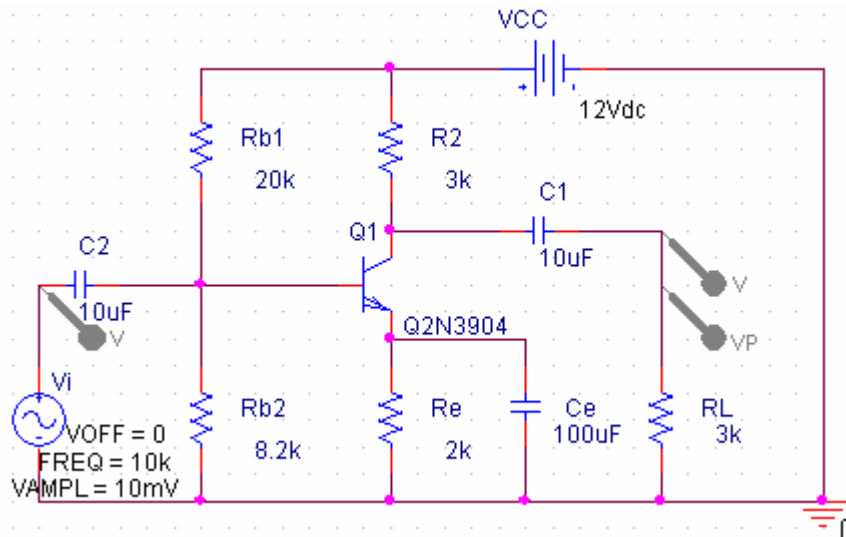 VCC
12Vdc
Rb1
20k
R2
3k
C1
10uF
Q1
C2
10uF
V
V
VP
Q2N3904
Vi
VOFF = 0
FREQ = 10k
VAMPL = 10mV
Rb2
8.2k
Re
2k
Ce
100uF
RL
3k